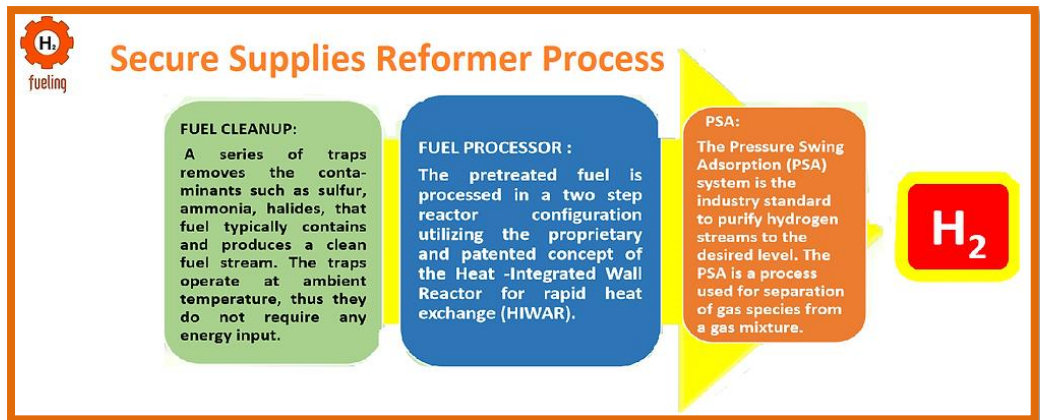 H2
fueling
Secure Supplies Reformer Process
FUEL CLEANUP:
A series of traps
removes the conta-
minants such as sulfur,
ammonia, halides, that
fuel typically contains
and produces a clean
fuel stream. The traps
operate at ambient
temperature, thus they
do not require any
energy input.
FUEL PROCESSOR :
The pretreated fuel is
processed in a two step
reactor configuration
utilizing the proprietary
and patented concept of
the Heat -Integrated Wall
Reactor for rapid heat
exchange (HIWAR).
PSA:
The Pressure Swing
Adsorption (PSA)
system is the
industry standard
to purify hydrogen
streams to the
desired level. The
PSA is a process
used for separation
of gas species from
a gas mixture.
H2